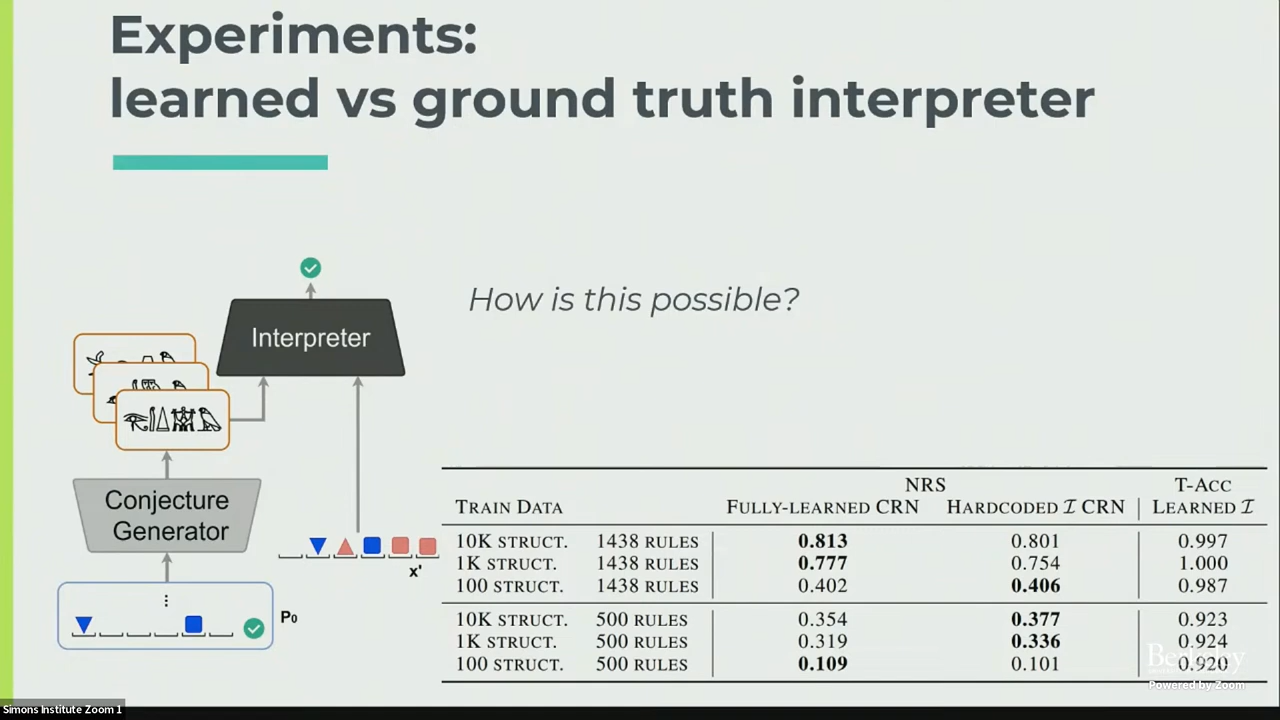 Experiments:
learned vs ground truth interpreter
How is this possible?
Interpreter
Conjecture
Generator
P₀
x'
NRS T-ACC
TRAIN DATA FULLY-LEARNED CRN HARDCODED ℐ CRN LEARNED ℐ
10K STRUCT. 1438 RULES 0.813 0.801 0.997
1K STRUCT. 1438 RULES 0.777 0.754 1.000
100 STRUCT. 1438 RULES 0.402 0.406 0.987
10K STRUCT. 500 RULES 0.354 0.377 0.923
1K STRUCT. 500 RULES 0.319 0.336 0.924
100 STRUCT. 500 RULES 0.109 0.101 0.920
Berkeley
Powered by Zoom
Simons Institute Zoom 1